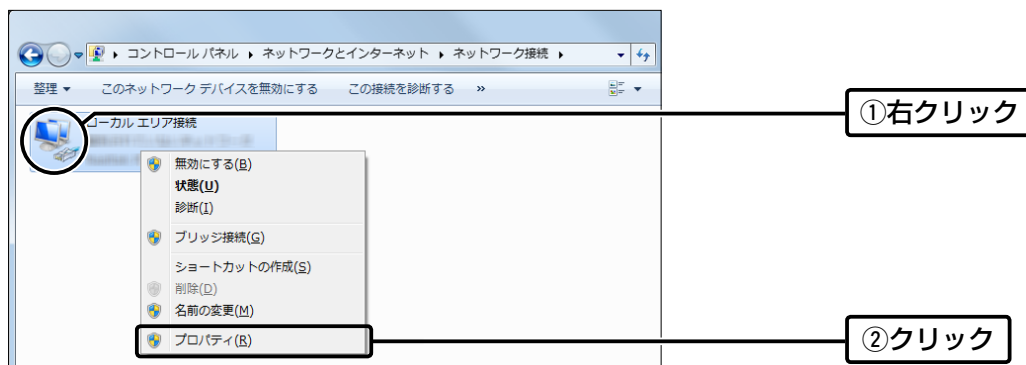 コントロール パネル ▸ ネットワークとインターネット ▸ ネットワーク接続 ▸
整理 ▼ このネットワーク デバイスを無効にする この接続を診断する »
①右クリック
ローカル エリア接続
無効にする(B)
状態(U)
診断(I)
ブリッジ接続(G)
ショートカットの作成(S)
削除(D)
名前の変更(M)
プロパティ(R)
②クリック